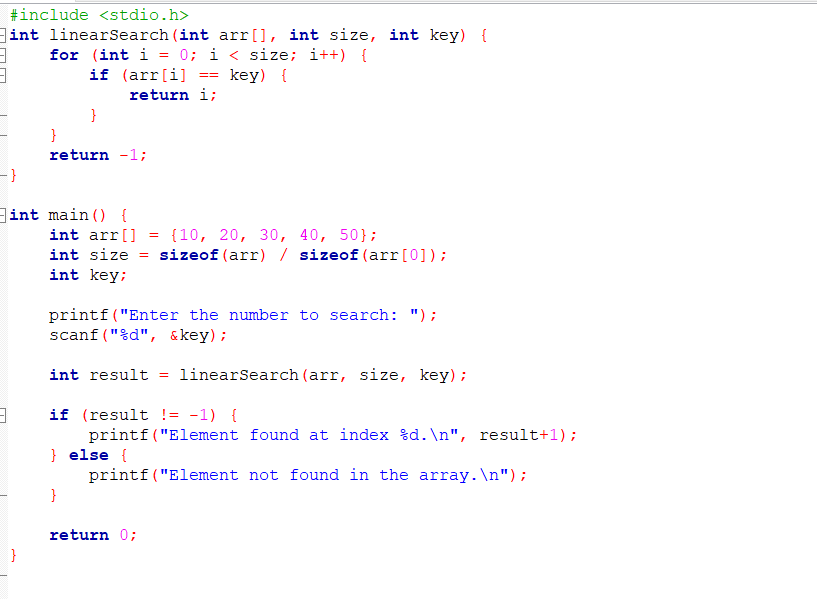 #include <stdio.h>
int linearSearch(int arr[], int size, int key) {
    for (int i = 0; i < size; i++) {
        if (arr[i] == key) {
            return i;
        }
    }
    return -1;
}

int main() {
    int arr[] = {10, 20, 30, 40, 50};
    int size = sizeof(arr) / sizeof(arr[0]);
    int key;

    printf("Enter the number to search: ");
    scanf("%d", &key);

    int result = linearSearch(arr, size, key);

    if (result != -1) {
        printf("Element found at index %d.\n", result+1);
    } else {
        printf("Element not found in the array.\n");
    }

    return 0;
}